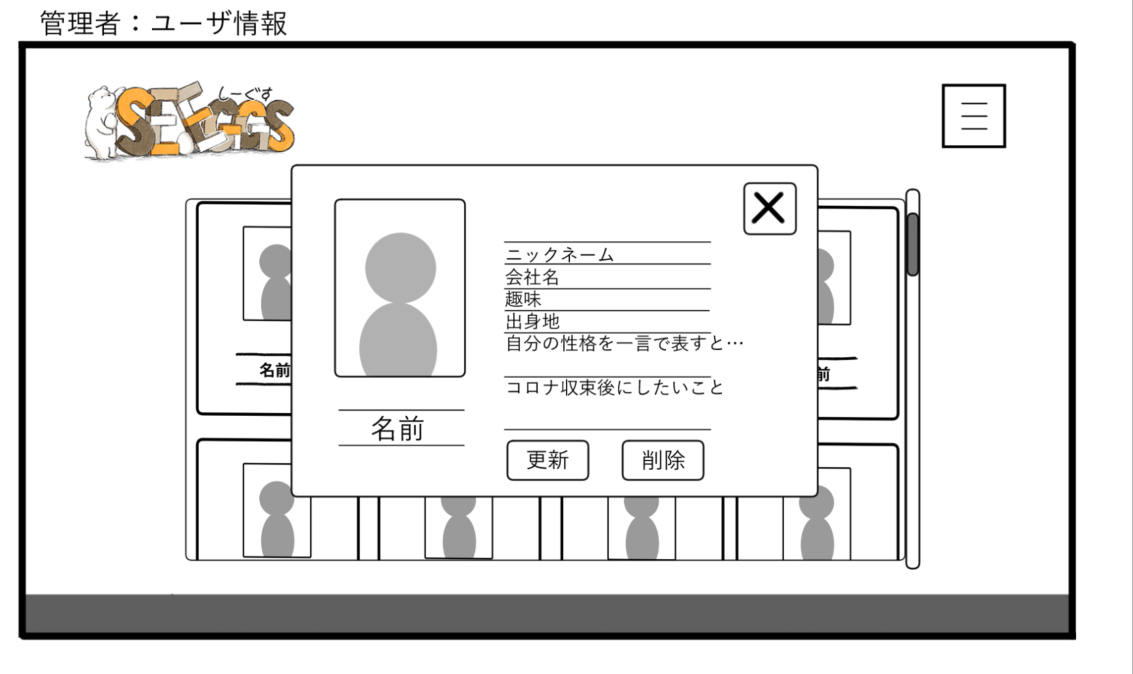 管理者：ユーザ情報
しーぐす
SEEGGS
ニックネーム
会社名
趣味
出身地
自分の性格を一言で表すと…
コロナ収束後にしたいこと
名前
名前
前
更新
削除